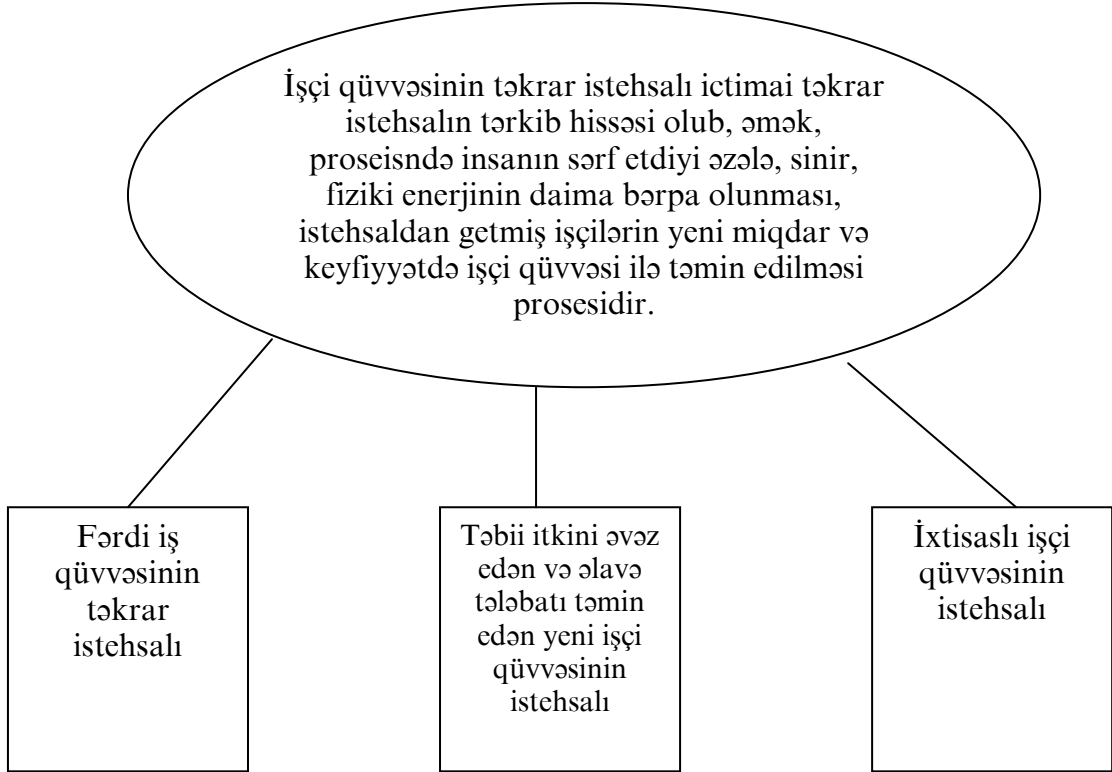 İşçi qüvvəsinin təkrar istehsalı ictimai təkrar
istehsalın tərkib hissəsi olub, əmək,
proseisndə insanın sərf etdiyi əzələ, sinir,
fiziki enerjinin daima bərpa olunması,
istehsaldan getmiş işçilərin yeni miqdar və
keyfiyyətdə işçi qüvvəsi ilə təmin edilməsi
prosesidir.
Fərdi iş
qüvvəsinin
təkrar
istehsalı
Təbii itkini əvəz
edən və əlavə
tələbatı təmin
edən yeni işçi
qüvvəsinin
istehsalı
İxtisaslı işçi
qüvvəsinin
istehsalı